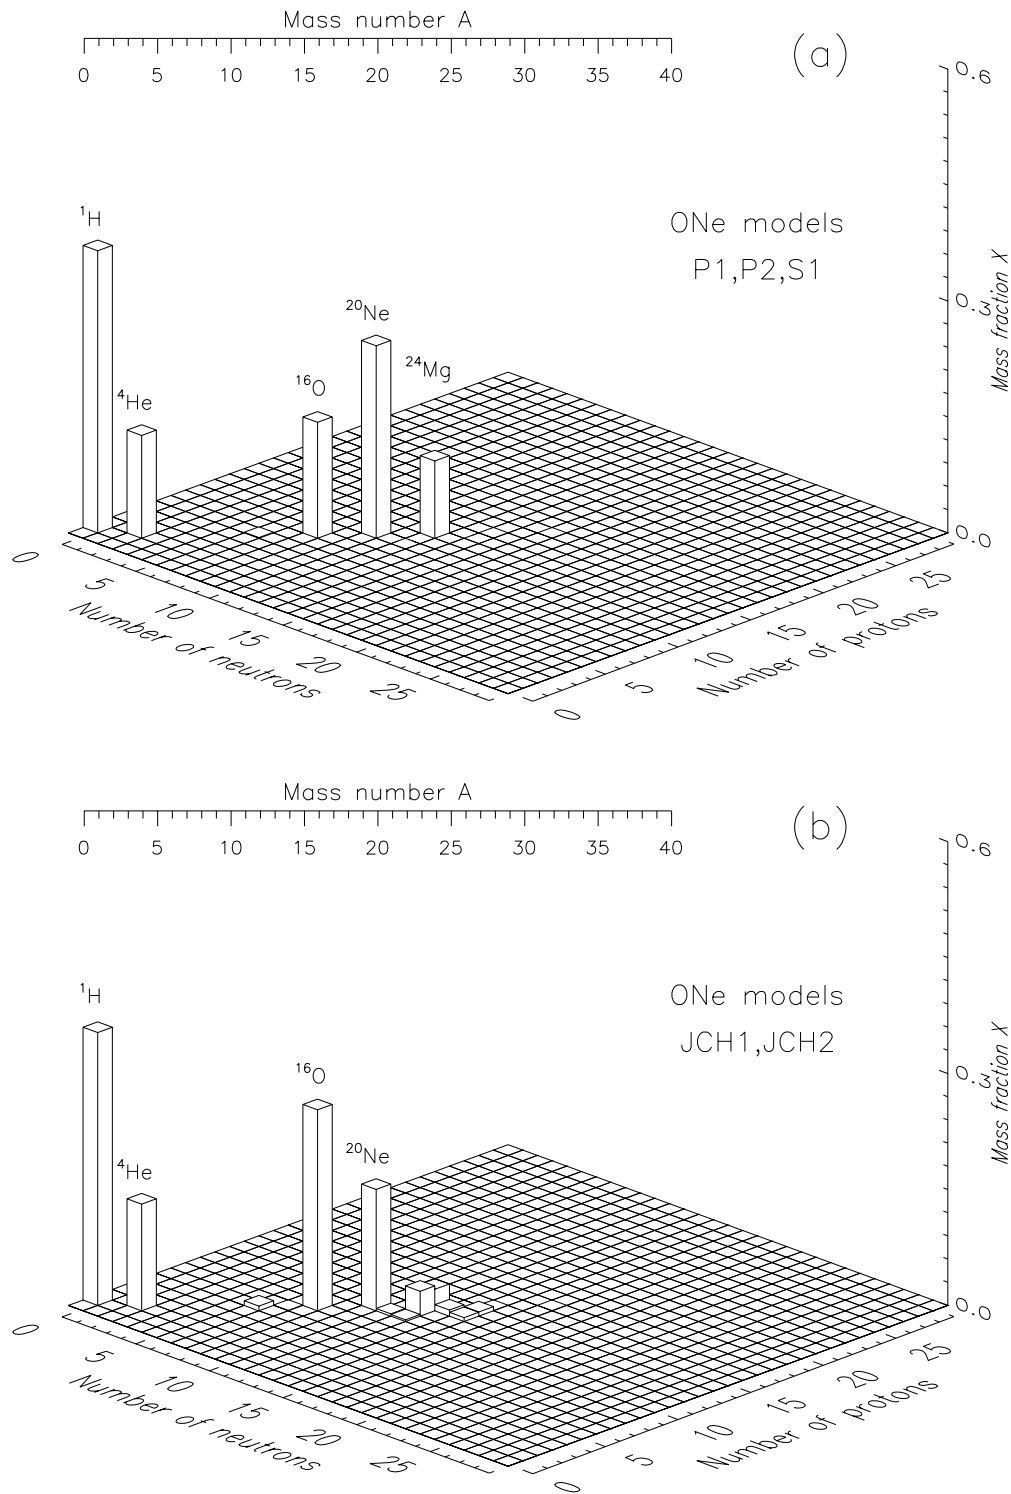 Mass number A
0 5 10 15 20 25 30 35 40
(a)
0.6
¹H
ONe models
P1,P2,S1
0.3
Mass fraction X
²⁰Ne
²⁴Mg
¹⁶O
⁴He
0.0
0 5 10 15 20 25
Number of neutrons
0 5 10 15 20 25
Number of protons
Mass number A
0 5 10 15 20 25 30 35 40
(b)
0.6
¹H
ONe models
JCH1,JCH2
0.3
Mass fraction X
¹⁶O
²⁰Ne
⁴He
0.0
0 5 10 15 20 25
Number of neutrons
0 5 10 15 20 25
Number of protons